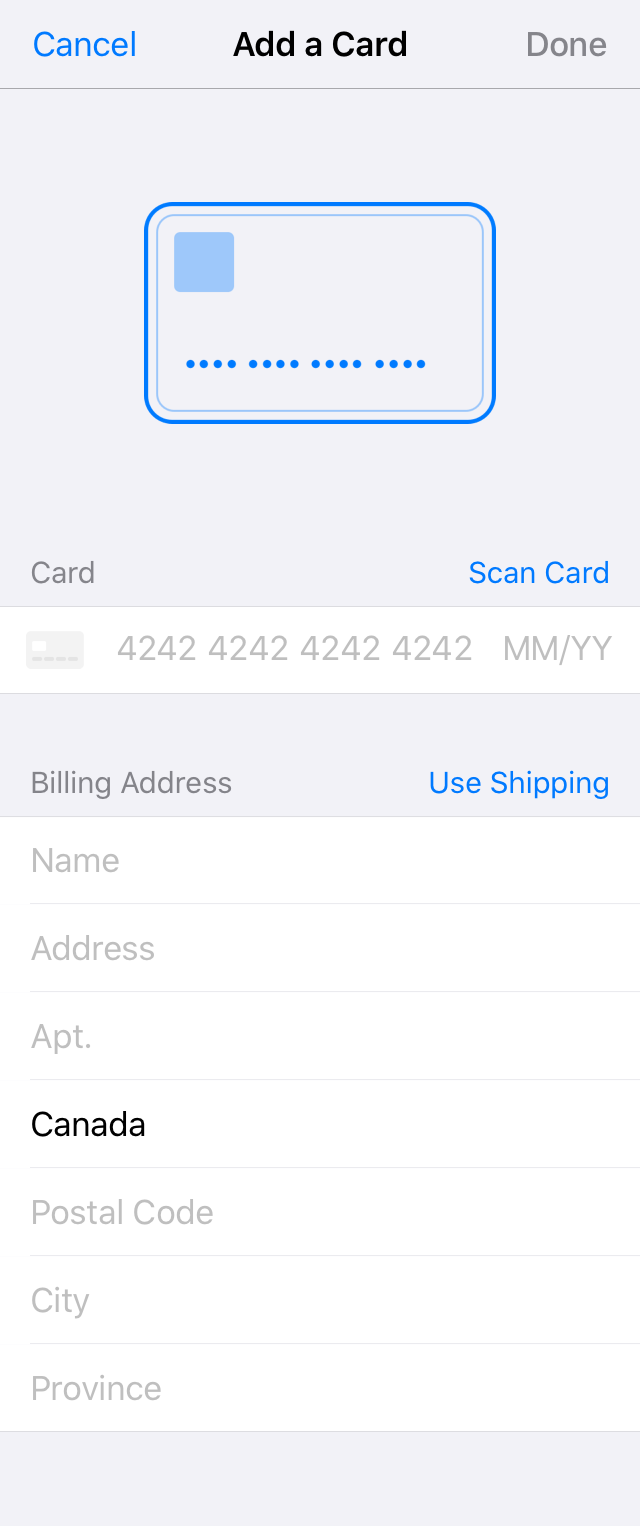 Cancel Add a Card Done
•••• •••• •••• ••••
Card Scan Card
4242 4242 4242 4242 MM/YY
Billing Address Use Shipping
Name
Address
Apt.
Canada
Postal Code
City
Province